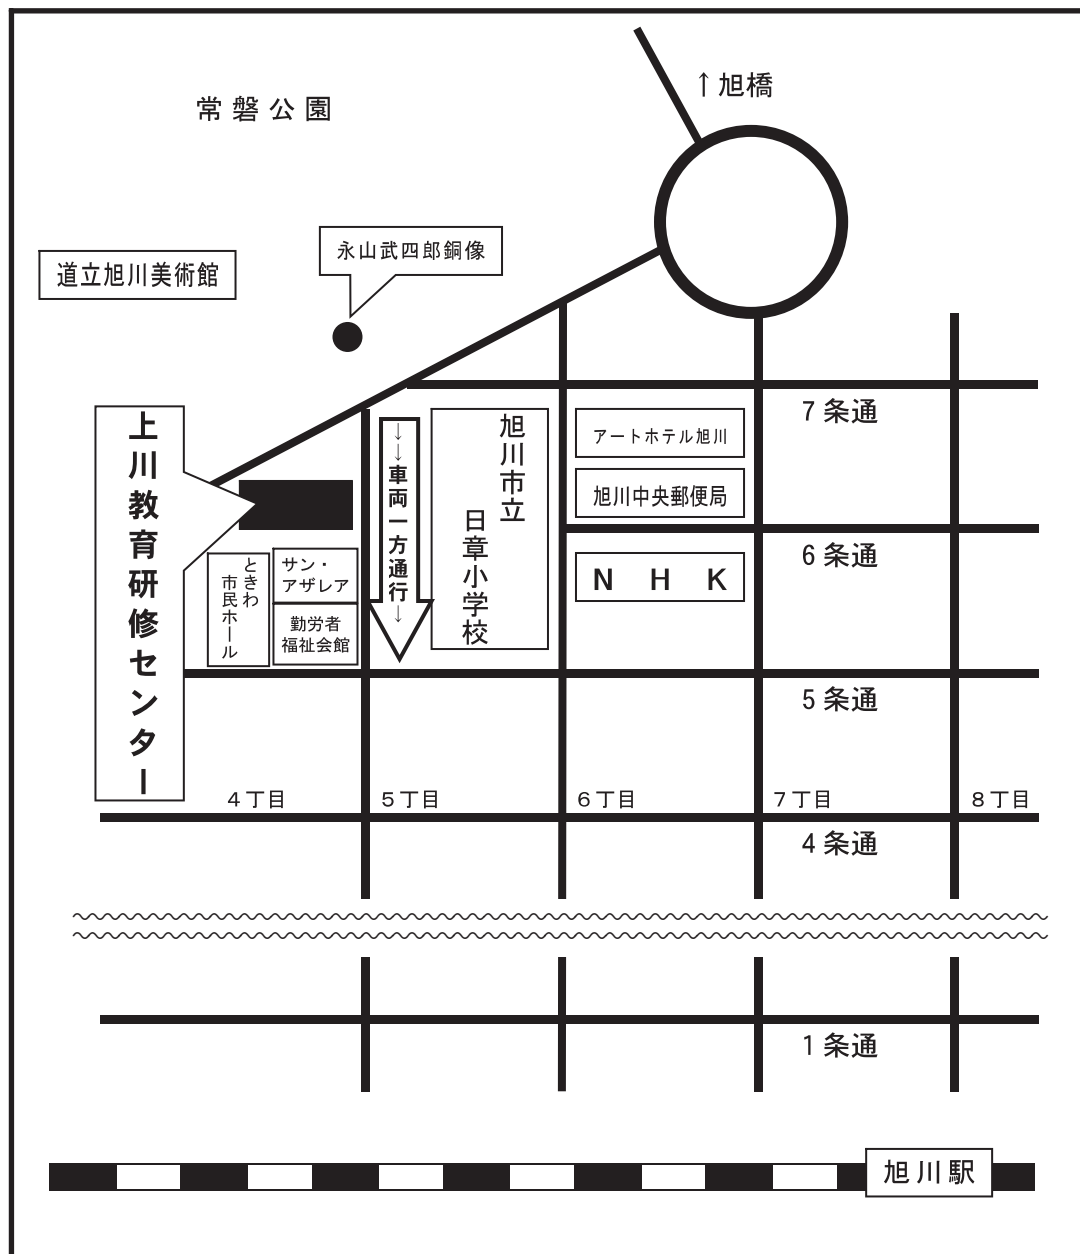 ↑旭橋
常磐公園
永山武四郎銅像
道立旭川美術館
上川教育研修センター
↓↓車両一方通行↓
旭川市立
日章小学校
7条通
アートホテル旭川
旭川中央郵便局
6条通
NHK
ときわ
市民ホール
サン・
アザレア
勤労者
福祉会館
5条通
4丁目
5丁目
6丁目
7丁目
8丁目
4条通
1条通
旭川駅